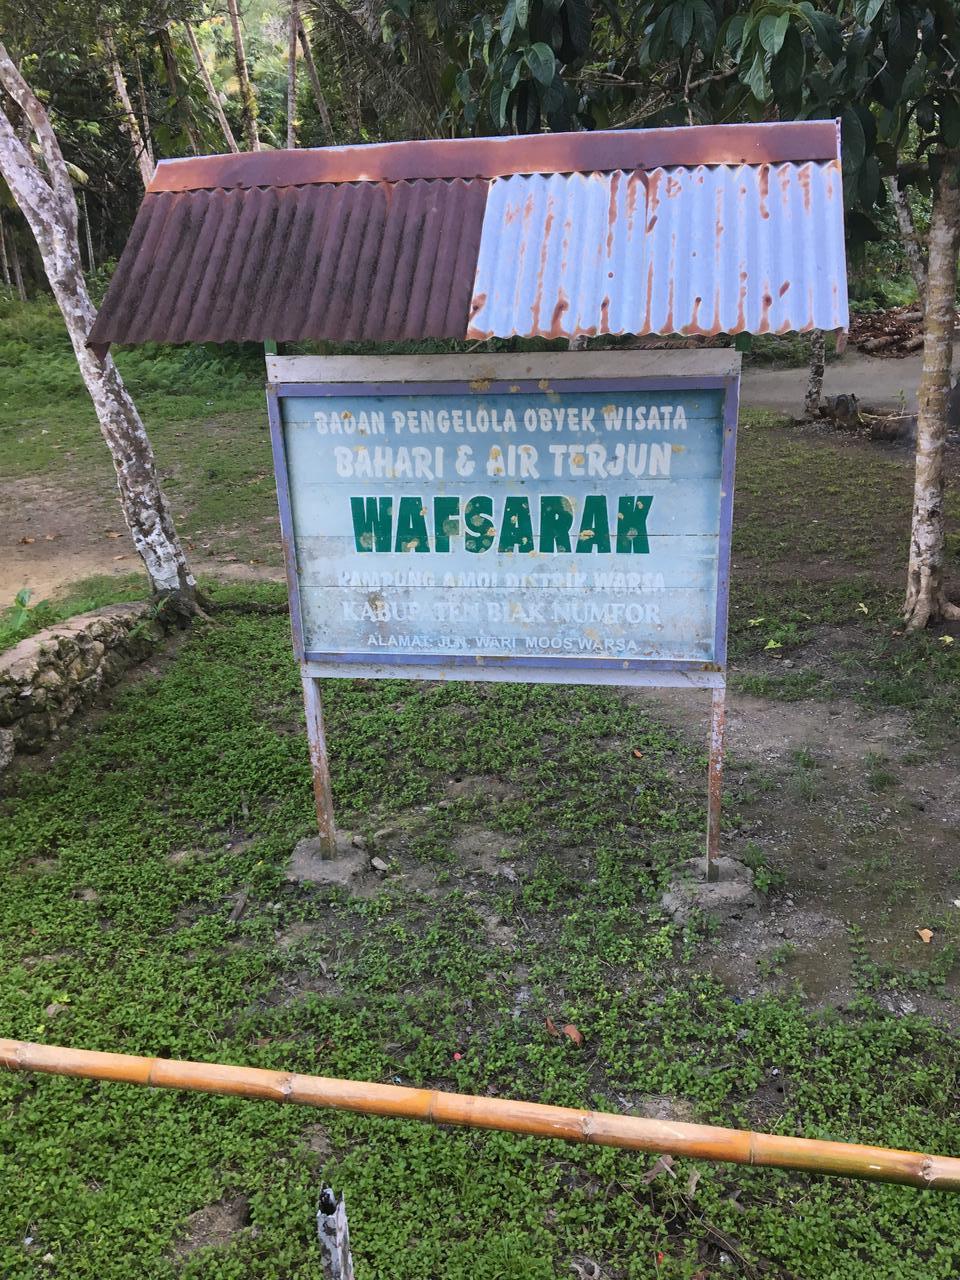 BADAN PENGELOLA OBYEK WISATA
BAHARI & AIR TERJUN
WAFSARAK
KAMPUNG AMOI DISTRIK WARSA
KABUPATEN BIAK NUMFOR
ALAMAT: JLN. WARI MOOS WARSA